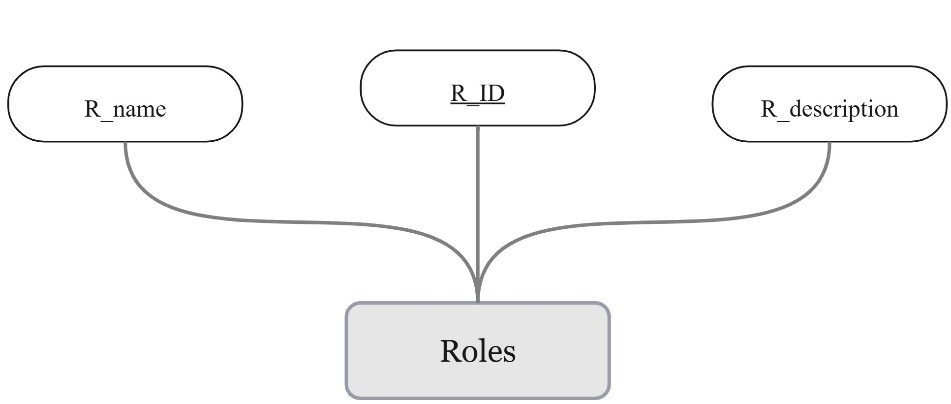 R_name
R_ID
R_description
Roles